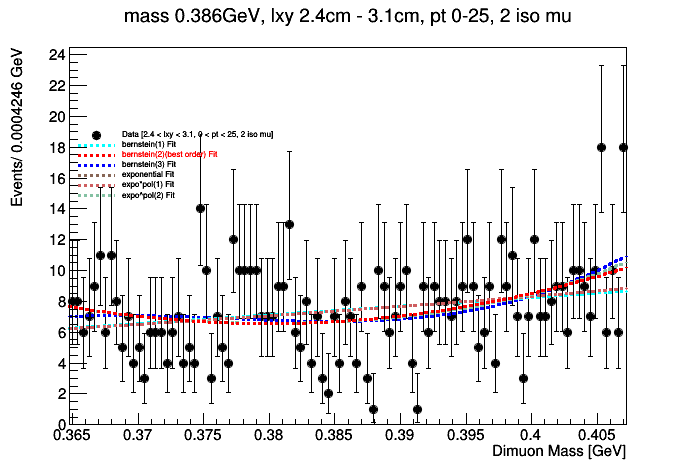 mass 0.386GeV, lxy 2.4cm - 3.1cm, pt 0-25, 2 iso mu
Events/ 0.0004246 GeV
24
22
20
18
16
14
12
10
8
6
4
2
0
Data [2.4 < lxy < 3.1, 0 < pt < 25, 2 iso mu]
bernstein(1) Fit
bernstein(2)(best order) Fit
bernstein(3) Fit
exponential Fit
expo*pol(1) Fit
expo*pol(2) Fit
0.365 0.37 0.375 0.38 0.385 0.39 0.395 0.4 0.405
Dimuon Mass [GeV]